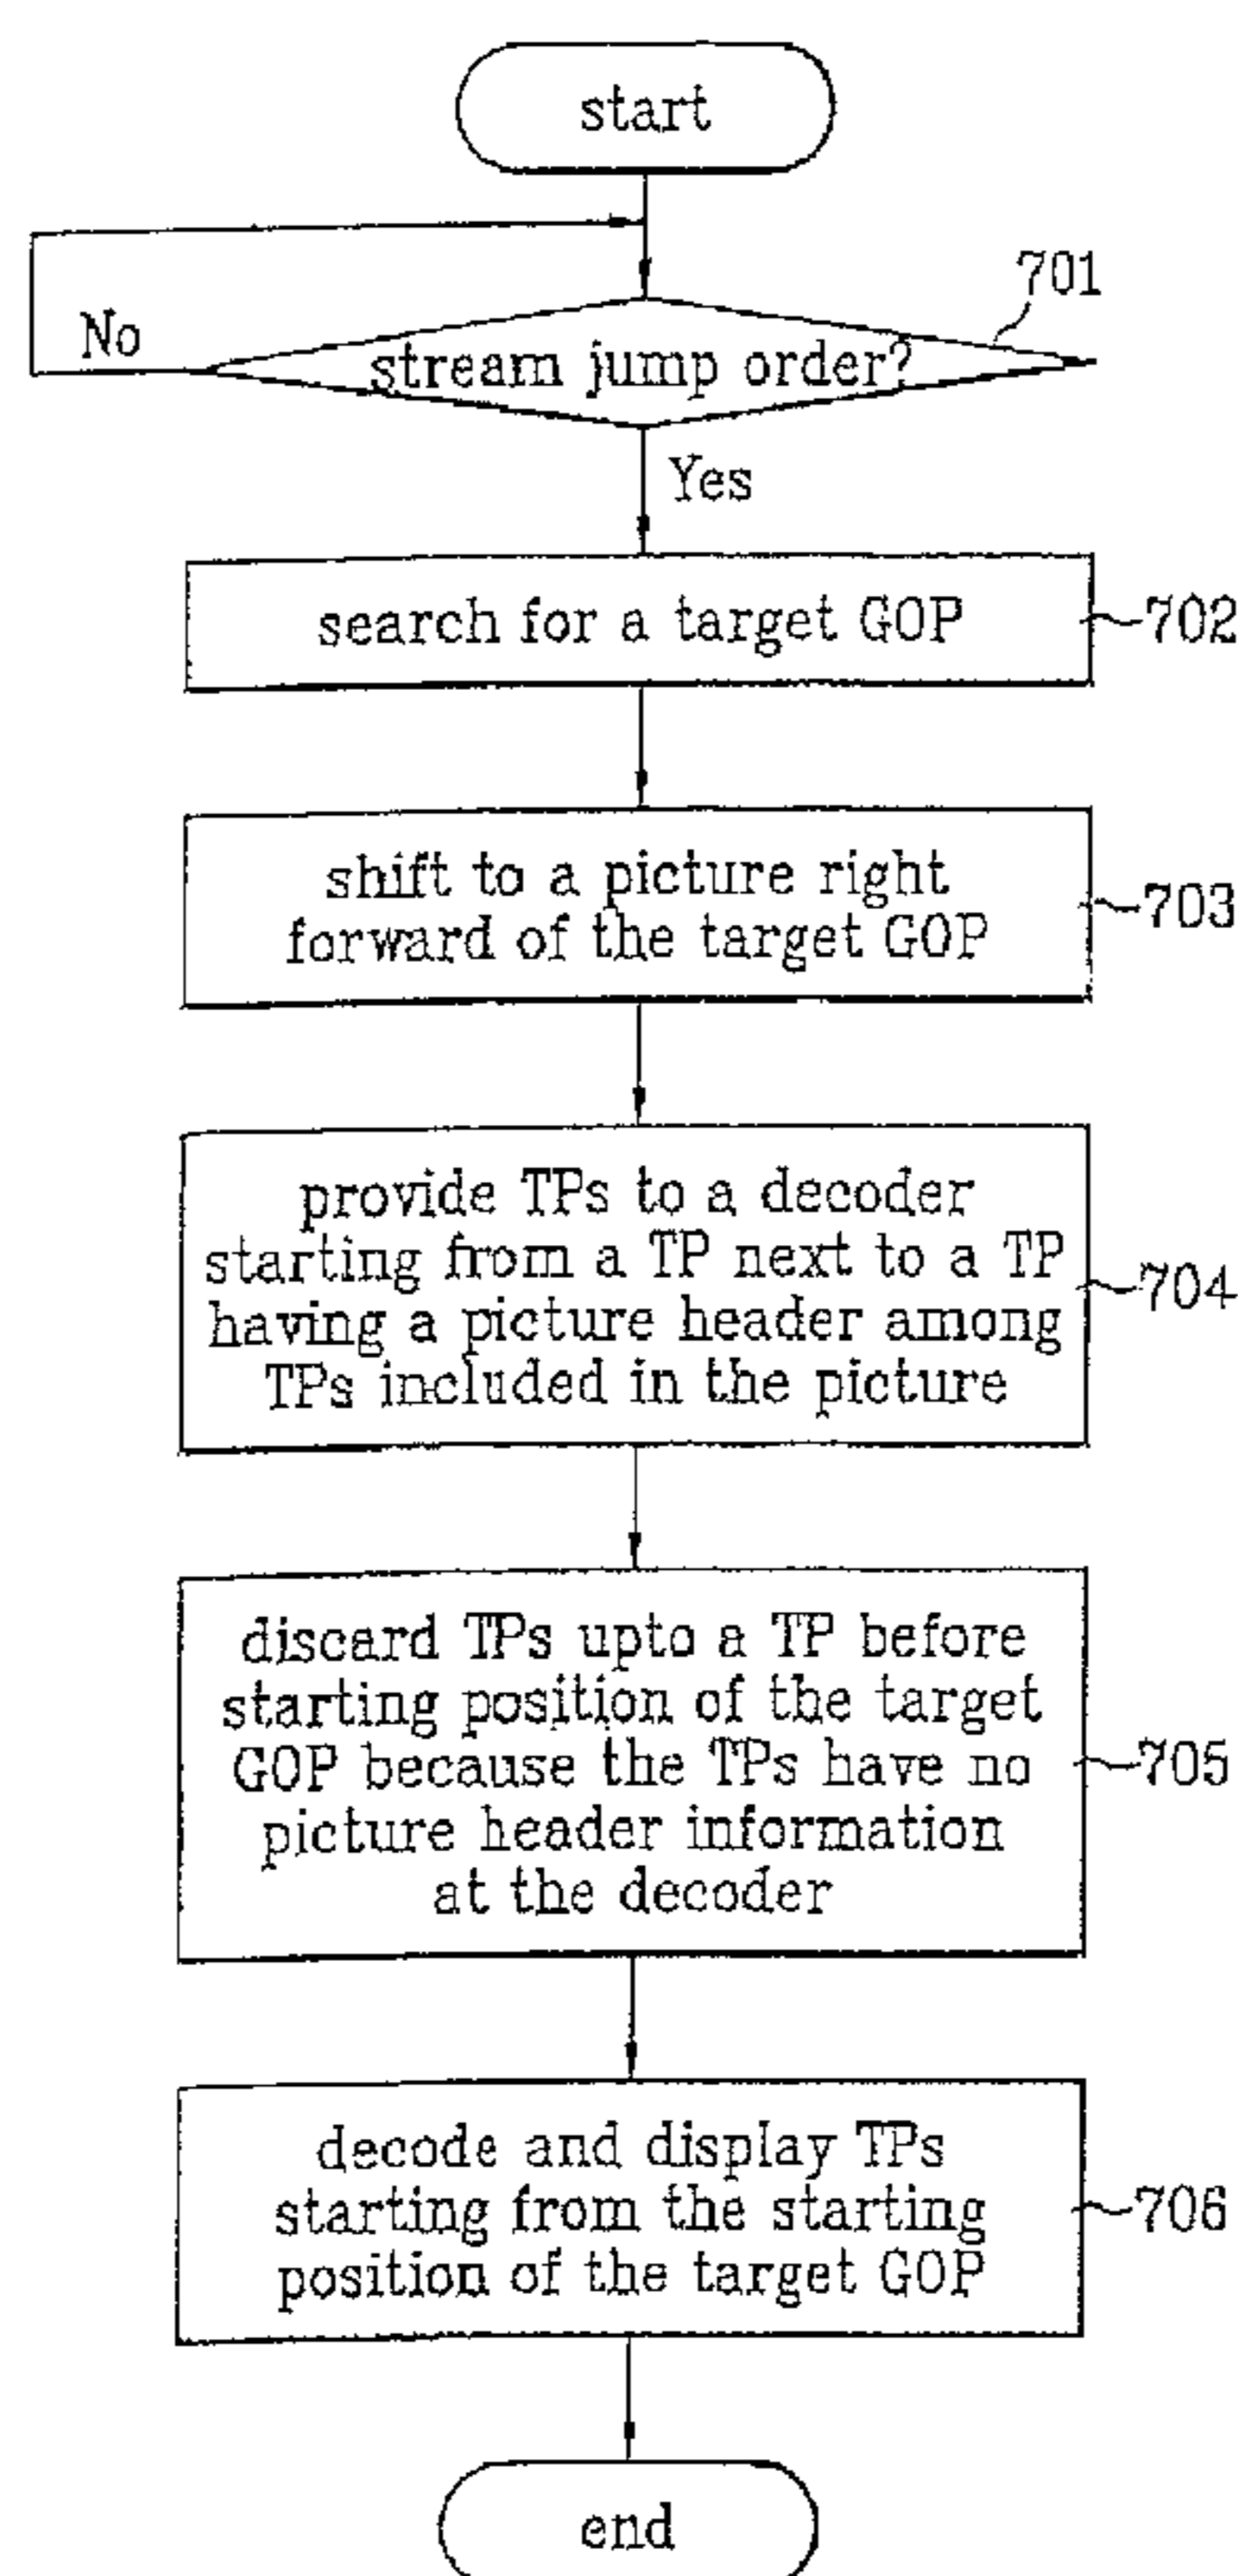 start
701
No
stream jump order?
Yes
search for a target GOP
702
shift to a picture right
forward of the target GOP
703
provide TPs to a decoder
starting from a TP next to a TP
having a picture header among
TPs included in the picture
704
discard TPs upto a TP before
starting position of the target
GOP because the TPs have no
picture header information
at the decoder
705
decode and display TPs
starting from the starting
position of the target GOP
706
end